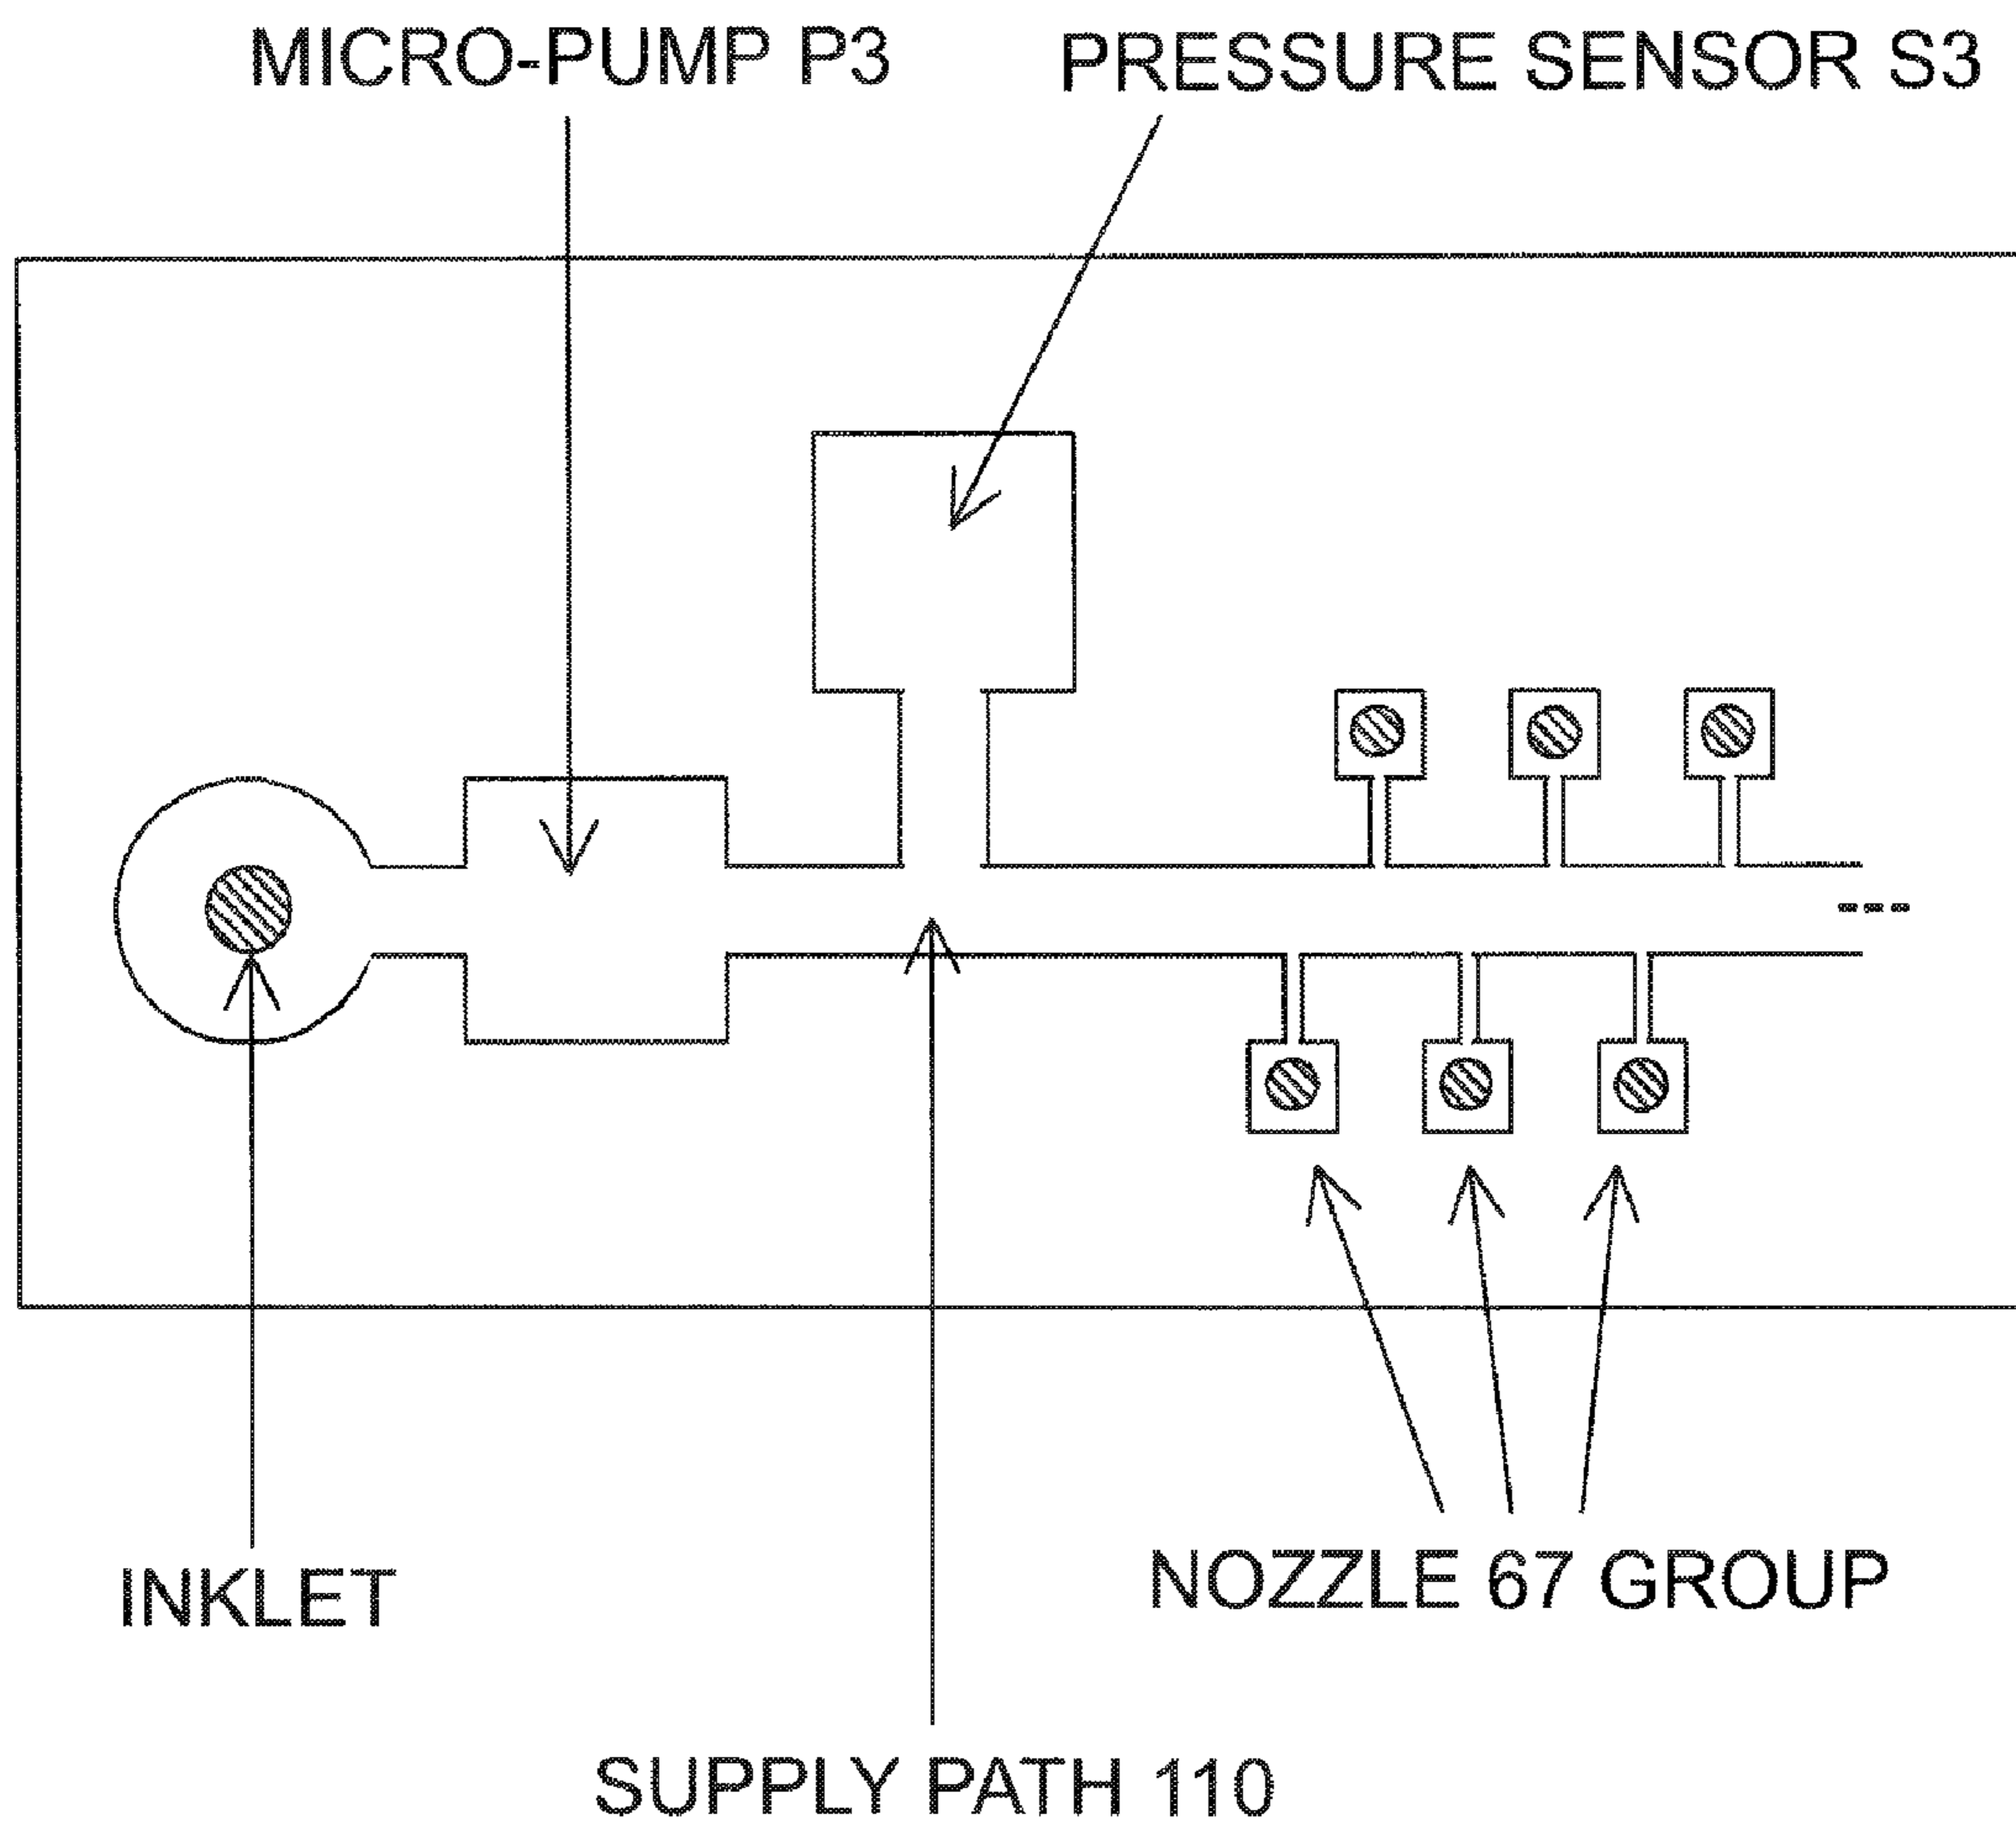 MICRO-PUMP P3
PRESSURE SENSOR S3
INKLET
NOZZLE 67 GROUP
SUPPLY PATH 110